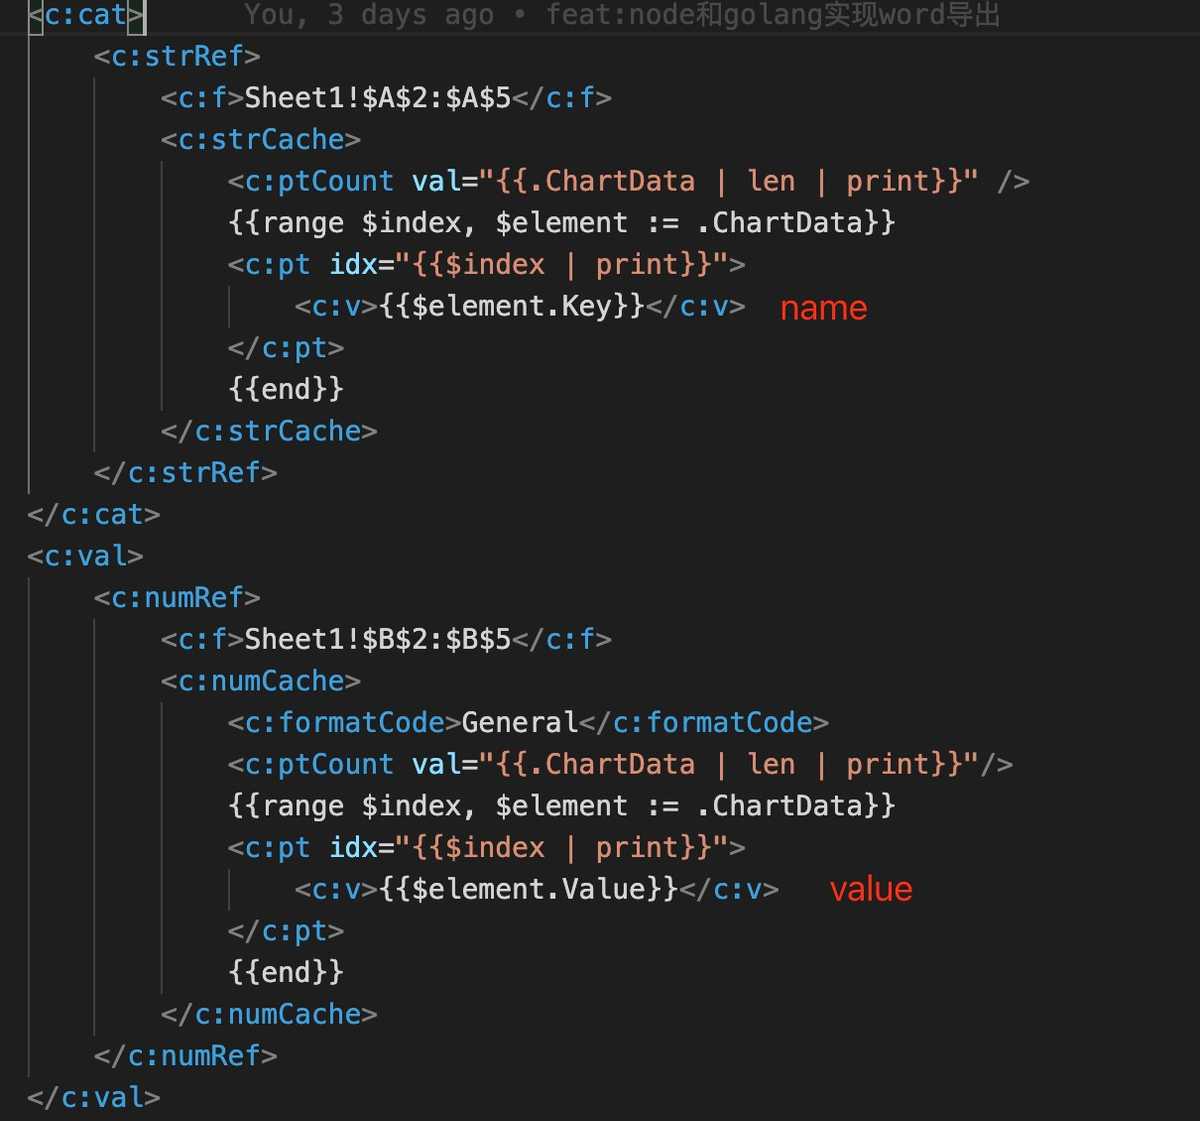 <c:cat> You, 3 days ago • feat:node和golang实现word导出
<c:strRef>
<c:f>Sheet1!$A$2:$A$5</c:f>
<c:strCache>
<c:ptCount val="{{.ChartData | len | print}}" />
{{range $index, $element := .ChartData}}
<c:pt idx="{{$index | print}}">
<c:v>{{$element.Key}}</c:v> name
</c:pt>
{{end}}
</c:strCache>
</c:strRef>
</c:cat>
<c:val>
<c:numRef>
<c:f>Sheet1!$B$2:$B$5</c:f>
<c:numCache>
<c:formatCode>General</c:formatCode>
<c:ptCount val="{{.ChartData | len | print}}"/>
{{range $index, $element := .ChartData}}
<c:pt idx="{{$index | print}}">
<c:v>{{$element.Value}}</c:v> value
</c:pt>
{{end}}
</c:numCache>
</c:numRef>
</c:val>